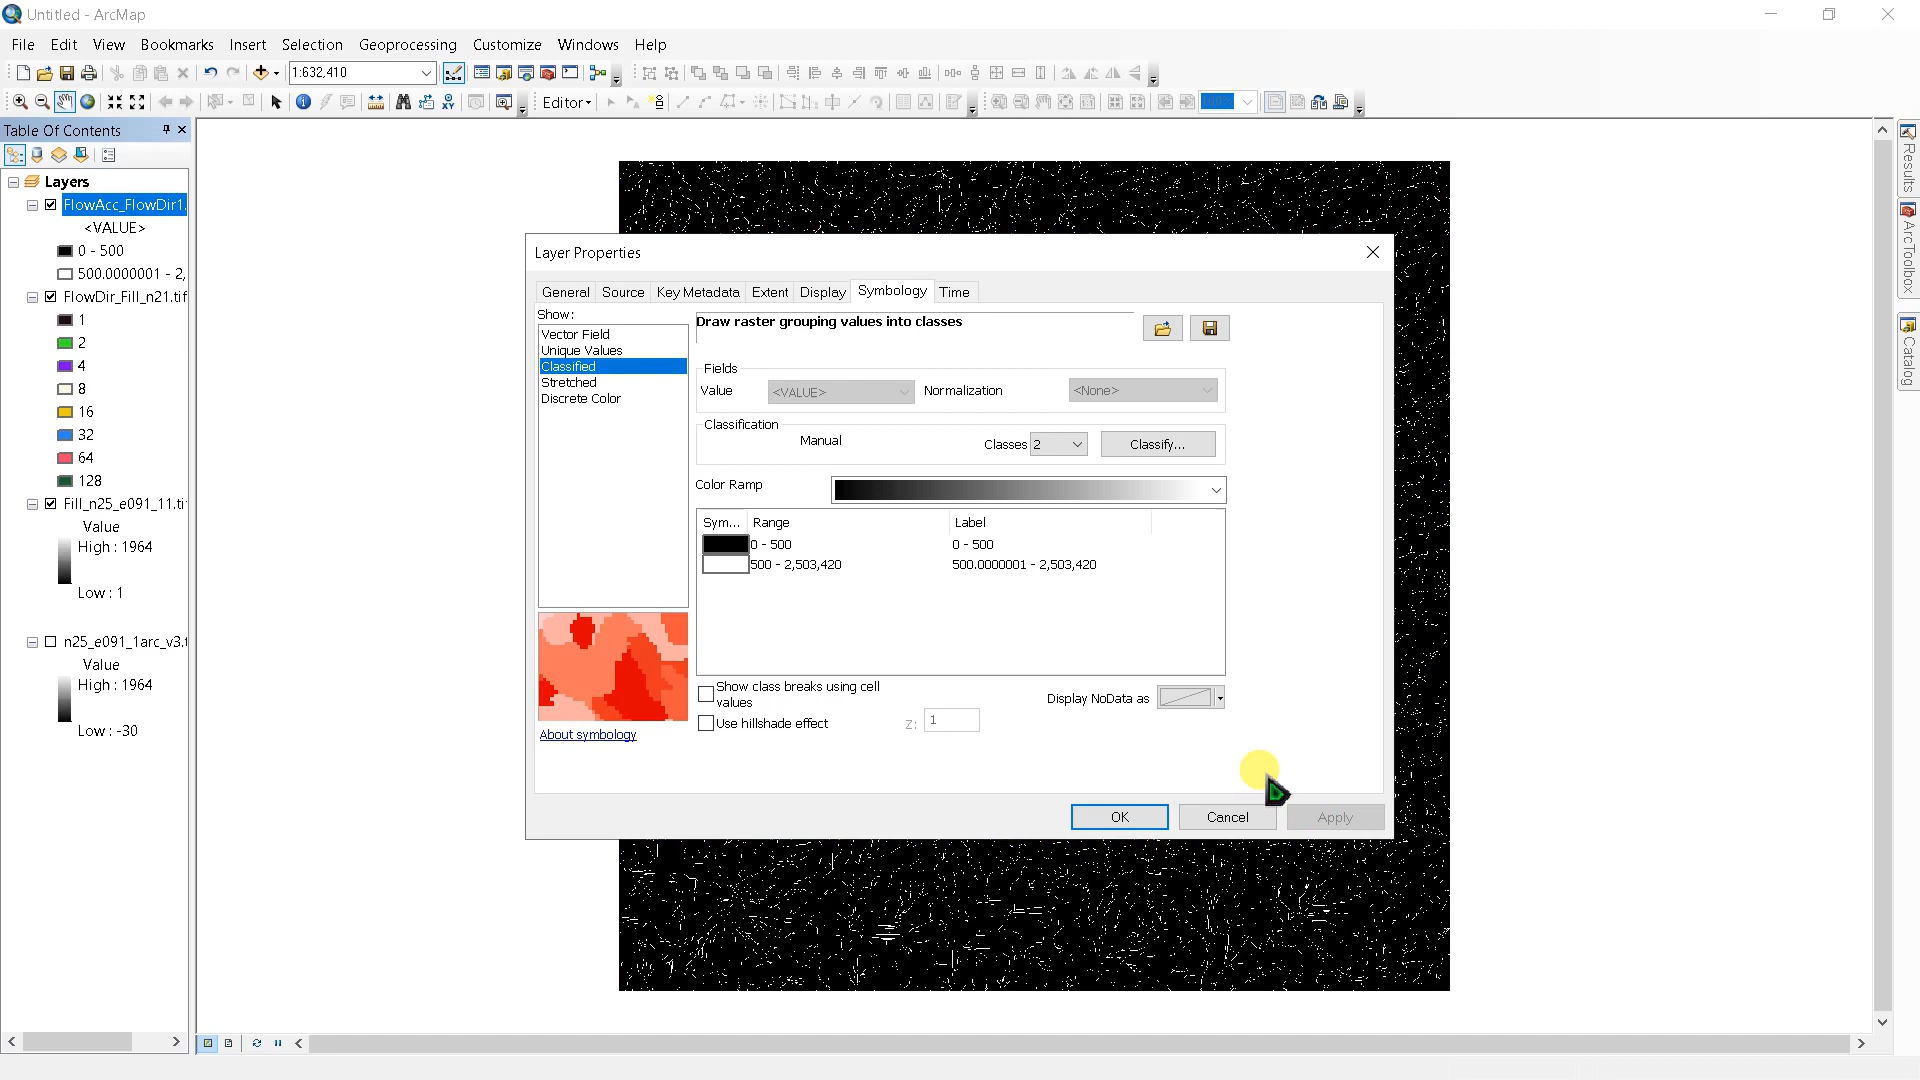 Untitled - ArcMap
File Edit View Bookmarks Insert Selection Geoprocessing Customize Windows Help
1:632,410
Editor
100%
Table Of Contents
Layers
FlowAcc_FlowDir1.
<VALUE>
0 - 500
500.0000001 - 2,
FlowDir_Fill_n21.tif
1
2
4
8
16
32
64
128
Fill_n25_e091_11.ti
Value
High : 1964
Low : 1
n25_e091_1arc_v3.t
Value
High : 1964
Low : -30
Layer Properties
General Source Key Metadata Extent Display Symbology Time
Show:
Vector Field
Unique Values
Classified
Stretched
Discrete Color
About symbology
Draw raster grouping values into classes
Fields
Value <VALUE> Normalization <None>
Classification
Manual Classes 2 Classify...
Color Ramp
Sym... Range Label
0 - 500 0 - 500
500 - 2,503,420 500.0000001 - 2,503,420
Show class breaks using cell
values
Display NoData as
Use hillshade effect Z: 1
OK Cancel Apply
Results
ArcToolbox
Catalog